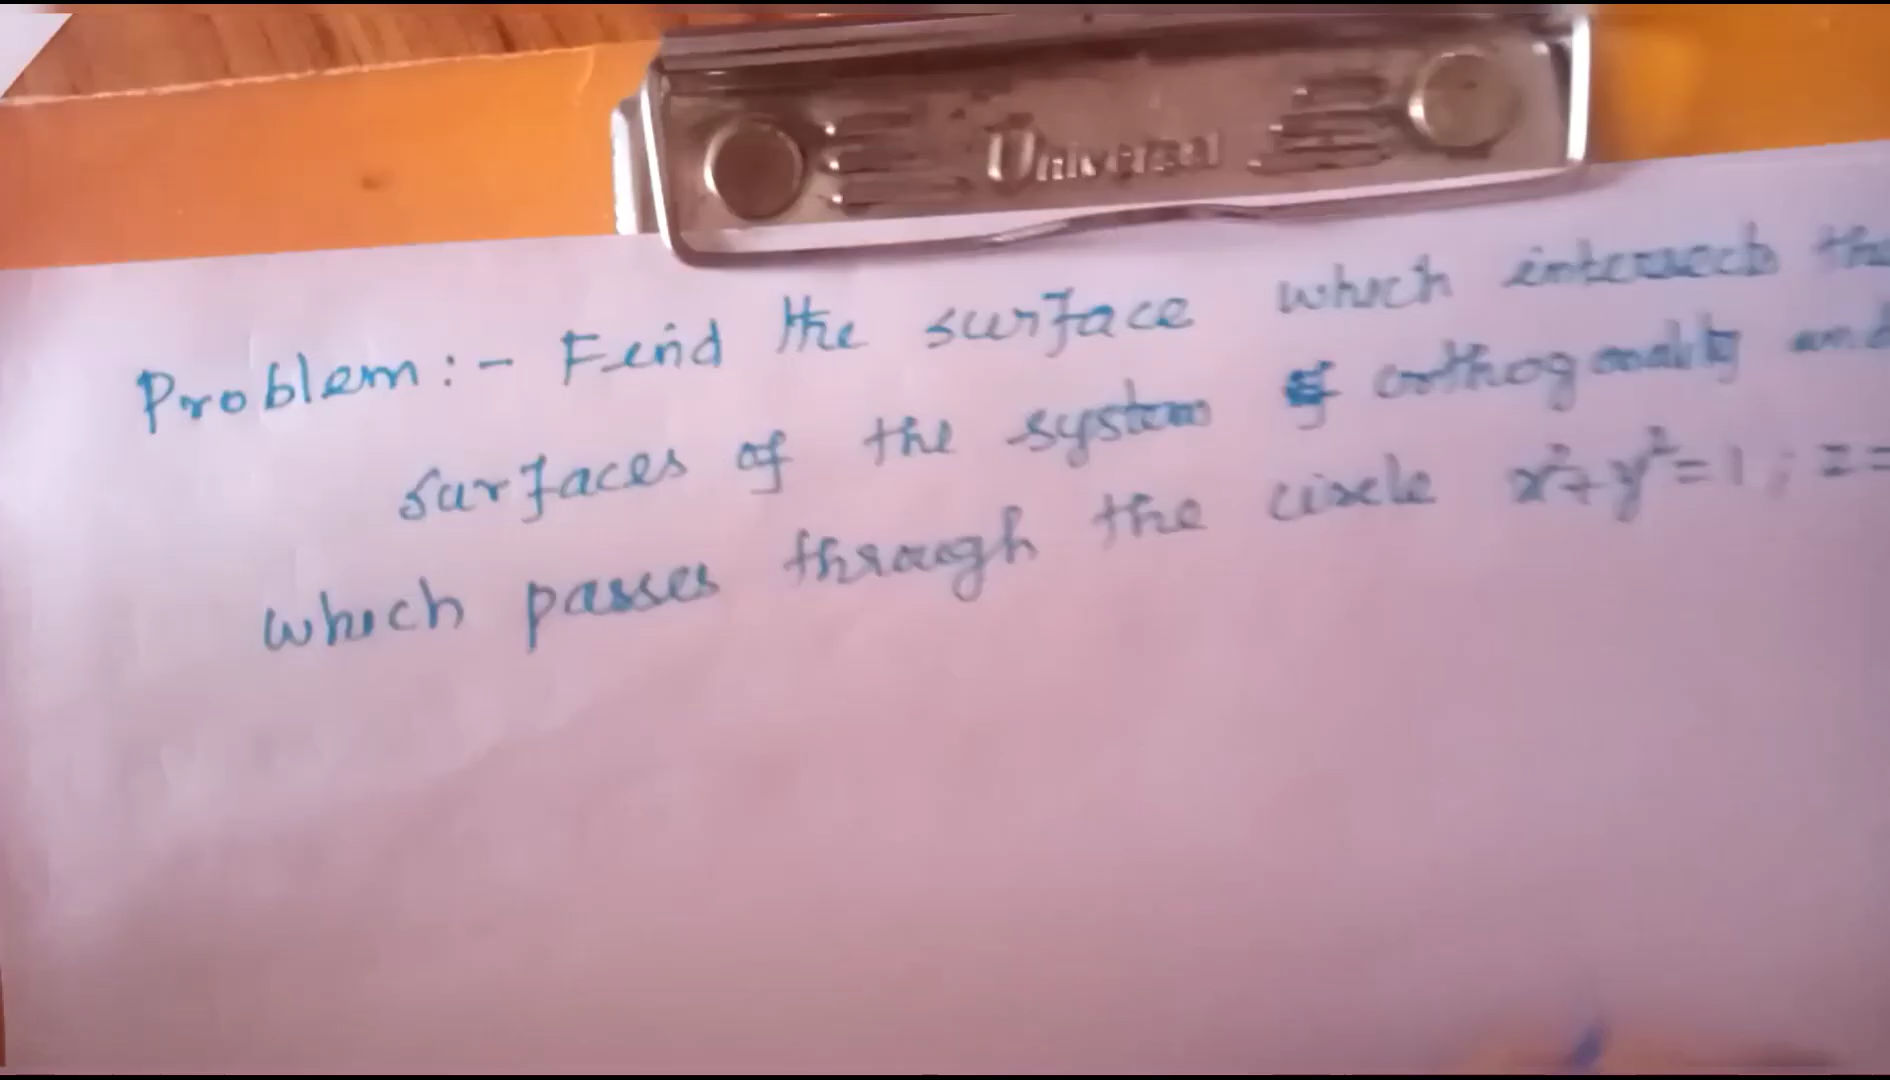 Universal
Problem:- Find the surface which intersects the
surfaces of the system orthogonality and
which passes through the circle x²+y²=1; z=